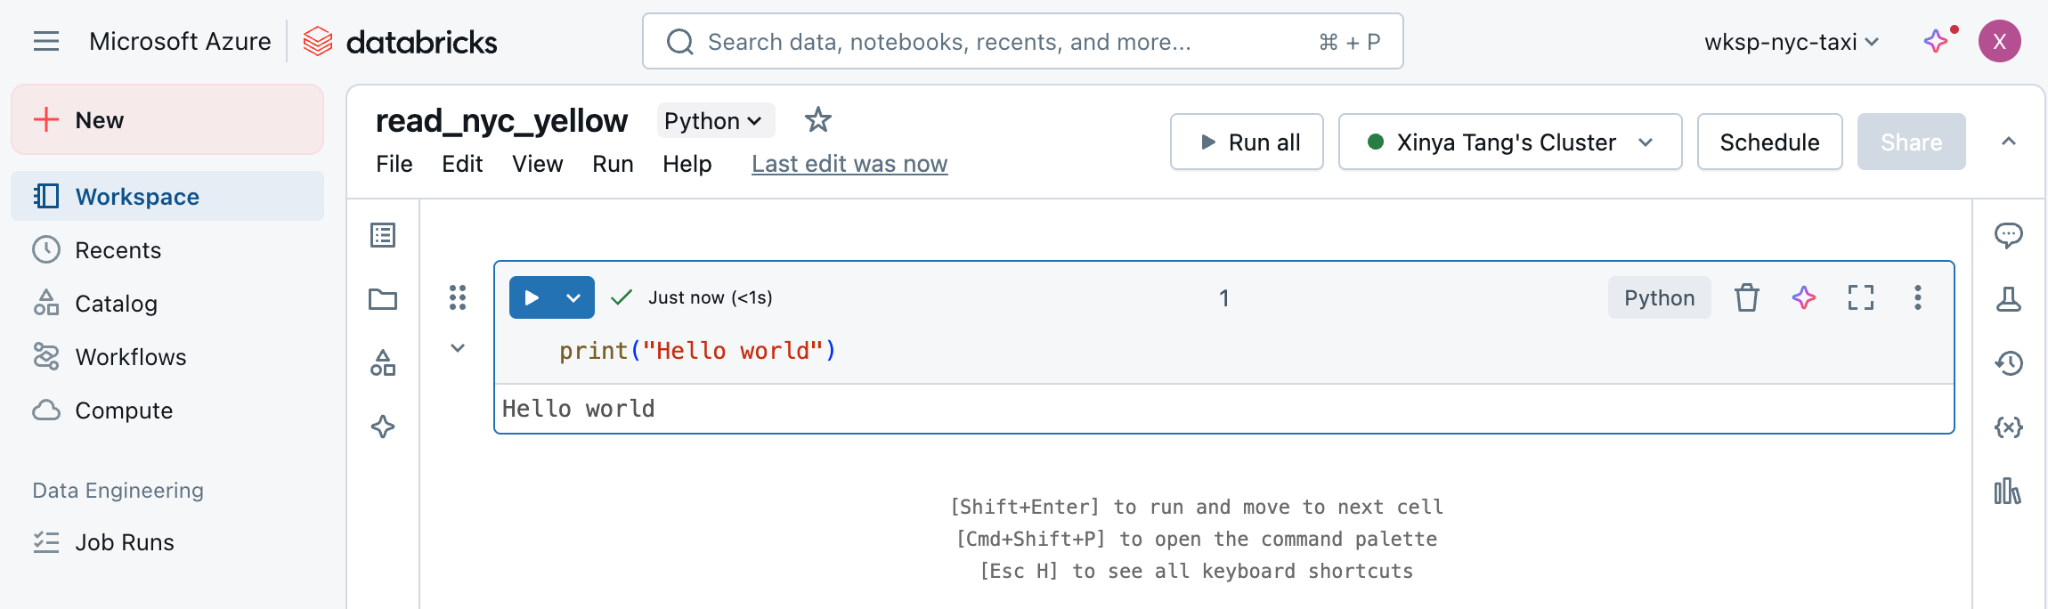 Microsoft Azure databricks
Search data, notebooks, recents, and more... ⌘ + P
wksp-nyc-taxi
X
New
Workspace
Recents
Catalog
Workflows
Compute
Data Engineering
Job Runs
read_nyc_yellow Python
File Edit View Run Help Last edit was now
Run all Xinya Tang's Cluster Schedule Share
Just now (<1s) 1 Python
print("Hello world")
Hello world
[Shift+Enter] to run and move to next cell
[Cmd+Shift+P] to open the command palette
[Esc H] to see all keyboard shortcuts